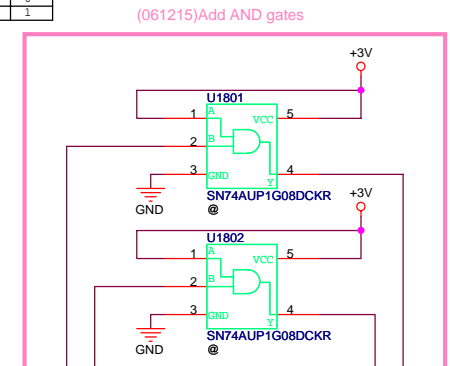 1
(061215)Add AND gates
+3V
U1801
1 A VCC 5
2 B
3 GND Y 4
SN74AUP1G08DCKR
GND @
+3V
U1802
1 A VCC 5
2 B
3 GND Y 4
SN74AUP1G08DCKR
GND @